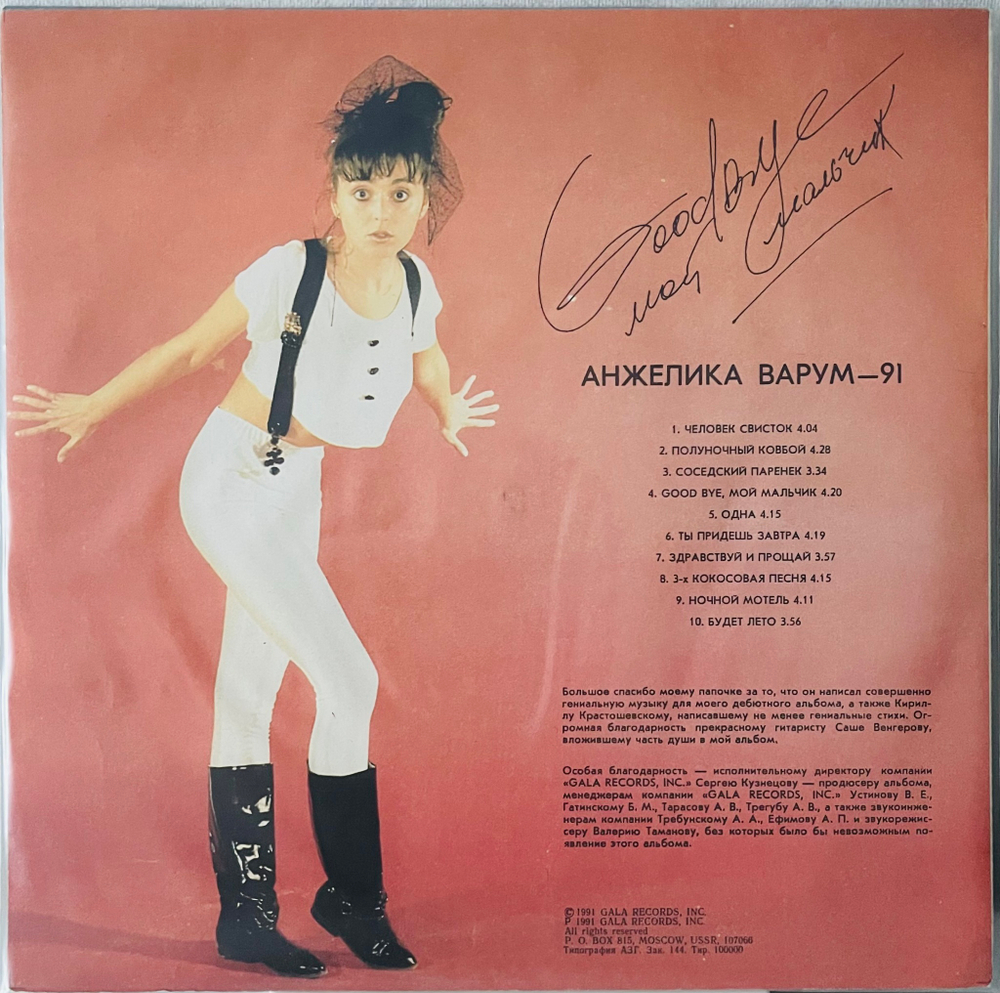 Good bye
мой мальчик
АНЖЕЛИКА ВАРУМ—91
1. ЧЕЛОВЕК СВИСТОК 4.04
2. ПОЛУНОЧНЫЙ КОВБОЙ 4.28
3. СОСЕДСКИЙ ПАРЕНЕК 3.34
4. GOOD BYE, МОЙ МАЛЬЧИК 4.20
5. ОДНА 4.15
6. ТЫ ПРИДЕШЬ ЗАВТРА 4.19
7. ЗДРАВСТВУЙ И ПРОЩАЙ 3.57
8. 3-х КОКОСОВАЯ ПЕСНЯ 4.15
9. НОЧНОЙ МОТЕЛЬ 4.11
10. БУДЕТ ЛЕТО 3.56
Большое спасибо моему папочке за то, что он написал совершенно
гениальную музыку для моего дебютного альбома, а также Кирил-
лу Крастошевскому, написавшему не менее гениальные стихи. Ог-
ромная благодарность прекрасному гитаристу Саше Венгерову,
вложившему часть души в мой альбом.
Особая благодарность — исполнительному директору компании
«GALA RECORDS, INC.» Сергею Кузнецову — продюсеру альбома,
менеджерам компании «GALA RECORDS, INC.» Устинову В. Е.,
Гатинскому Б. М., Тарасову А. В., Трегубу А. В., а также звукоинже-
нерам компании Требунскому А. А., Ефимову А. П. и звукорежис-
серу Валерию Таманову, без которых было бы невозможным по-
явление этого альбома.
© 1991 GALA RECORDS, INC.
P 1991 GALA RECORDS, INC
All rights reserved
P. O. BOX 815, MOSCOW, USSR, 107066
Типография АЗГ. Зак. 144. Тир. 100000